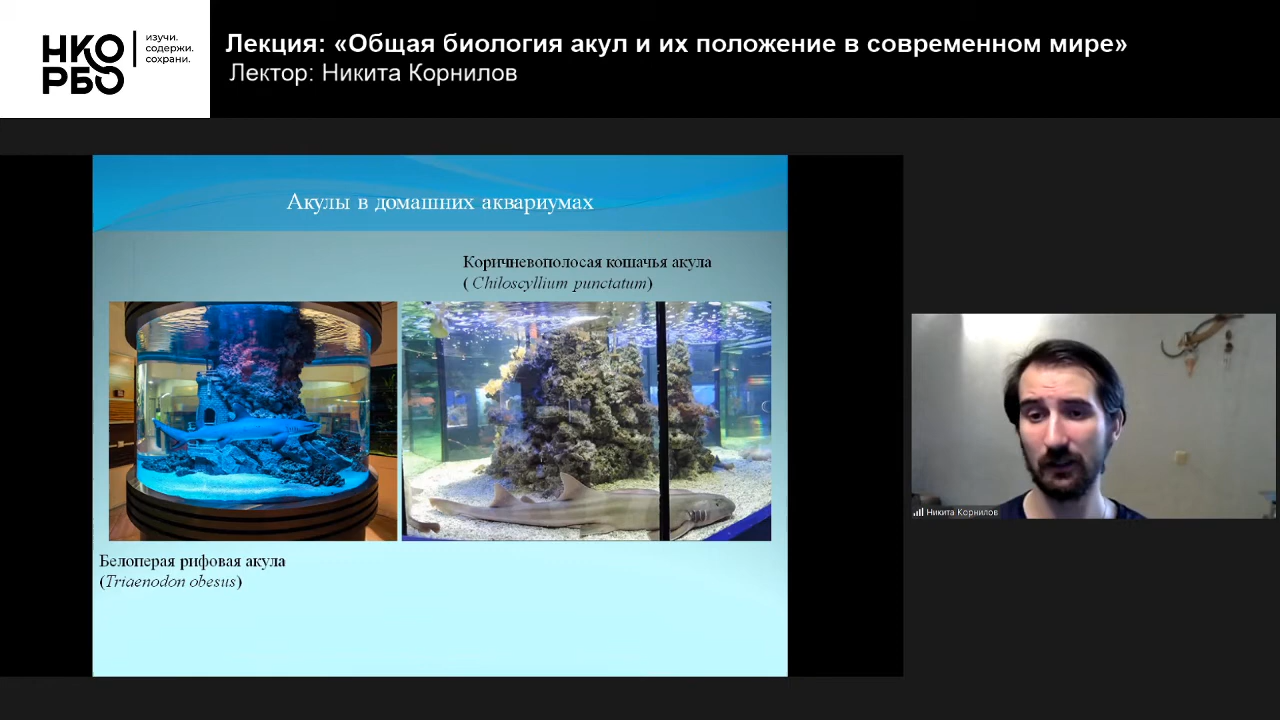 НКО
РБО
изучи.
содержи.
сохрани.
Лекция: «Общая биология акул и их положение в современном мире»
Лектор: Никита Корнилов
Акулы в домашних аквариумах
Коричневополосая кошачья акула
( Chiloscyllium punctatum)
Белоперая рифовая акула
(Triaenodon obesus)
Никита Корнилов